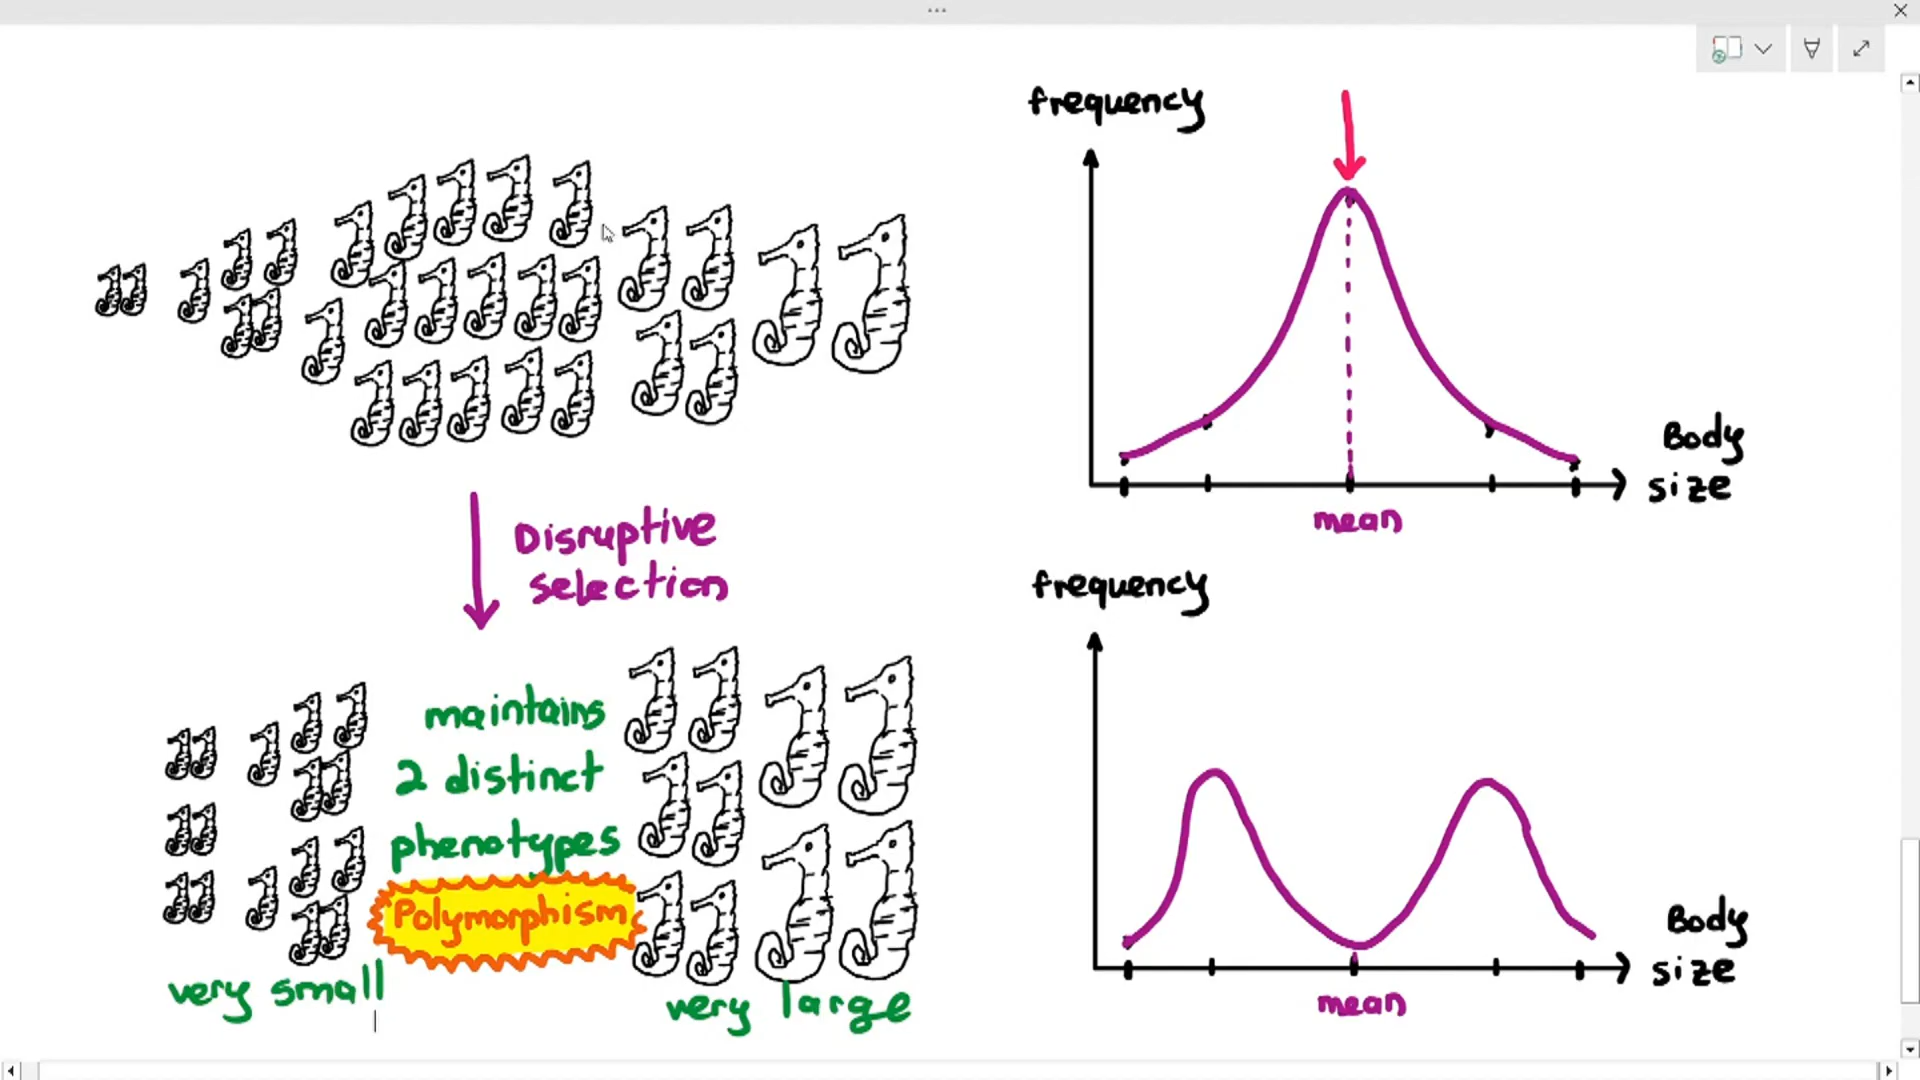 frequency
Body
size
mean
Disruptive
selection
frequency
maintains
2 distinct
phenotypes
Polymorphism
very small
very large
Body
size
mean